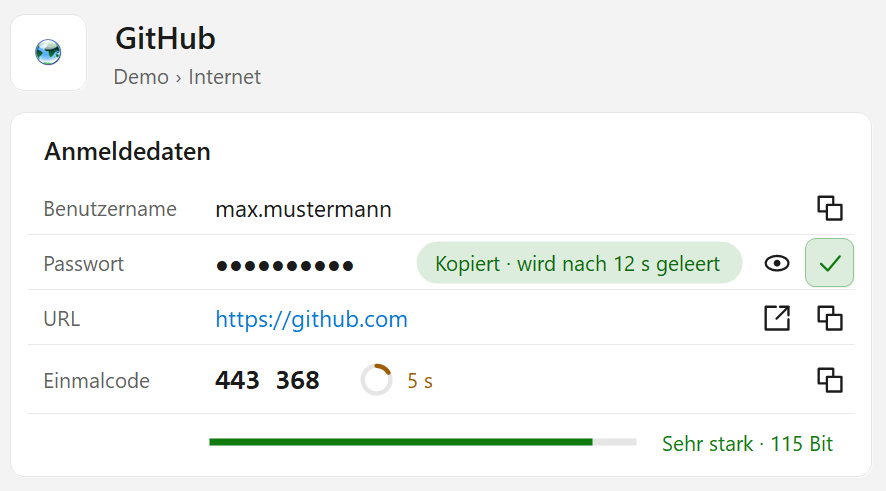 GitHub
Demo › Internet
Anmeldedaten
Benutzername max.mustermann
Passwort ●●●●●●●●●● Kopiert · wird nach 12 s geleert
URL https://github.com
Einmalcode 443 368 5 s
Sehr stark · 115 Bit